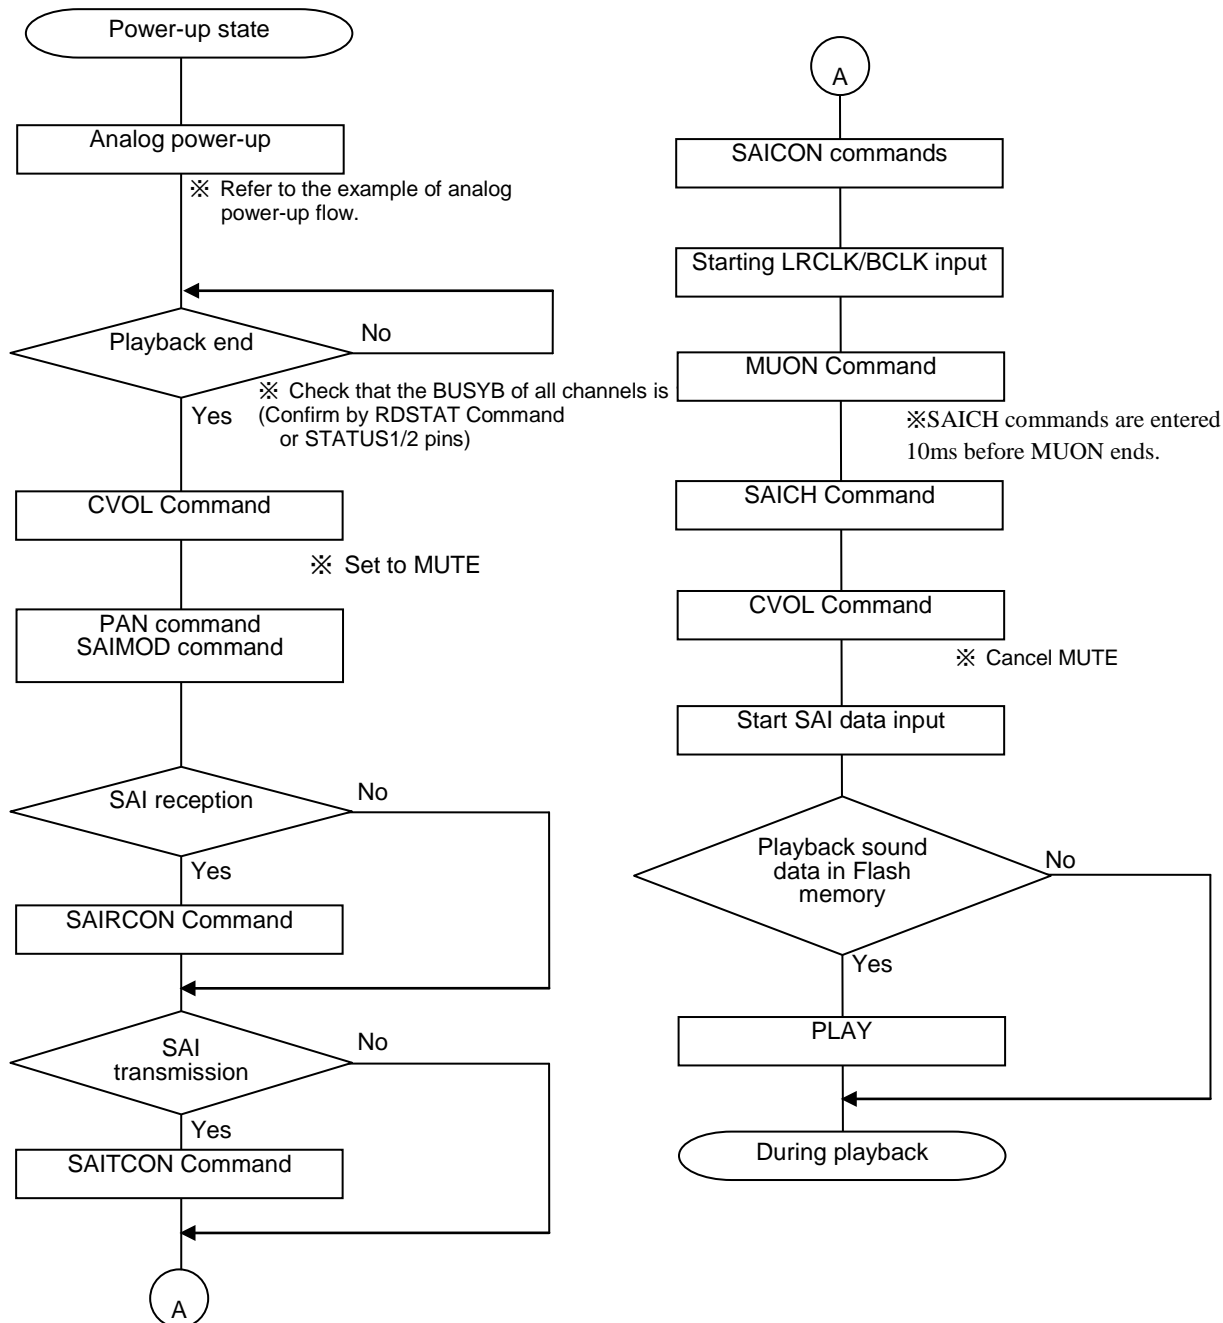 Power-up state
Analog power-up
※ Refer to the example of analog
power-up flow.
Playback end
No
※ Check that the BUSYB of all channels is
(Confirm by RDSTAT Command
or STATUS1/2 pins)
Yes
CVOL Command
※ Set to MUTE
PAN command
SAIMOD command
SAI reception
No
Yes
SAIRCON Command
SAI
transmission
No
Yes
SAITCON Command
A
A
SAICON commands
Starting LRCLK/BCLK input
MUON Command
※SAICH commands are entered
10ms before MUON ends.
SAICH Command
CVOL Command
※ Cancel MUTE
Start SAI data input
Playback sound
data in Flash
memory
No
Yes
PLAY
During playback